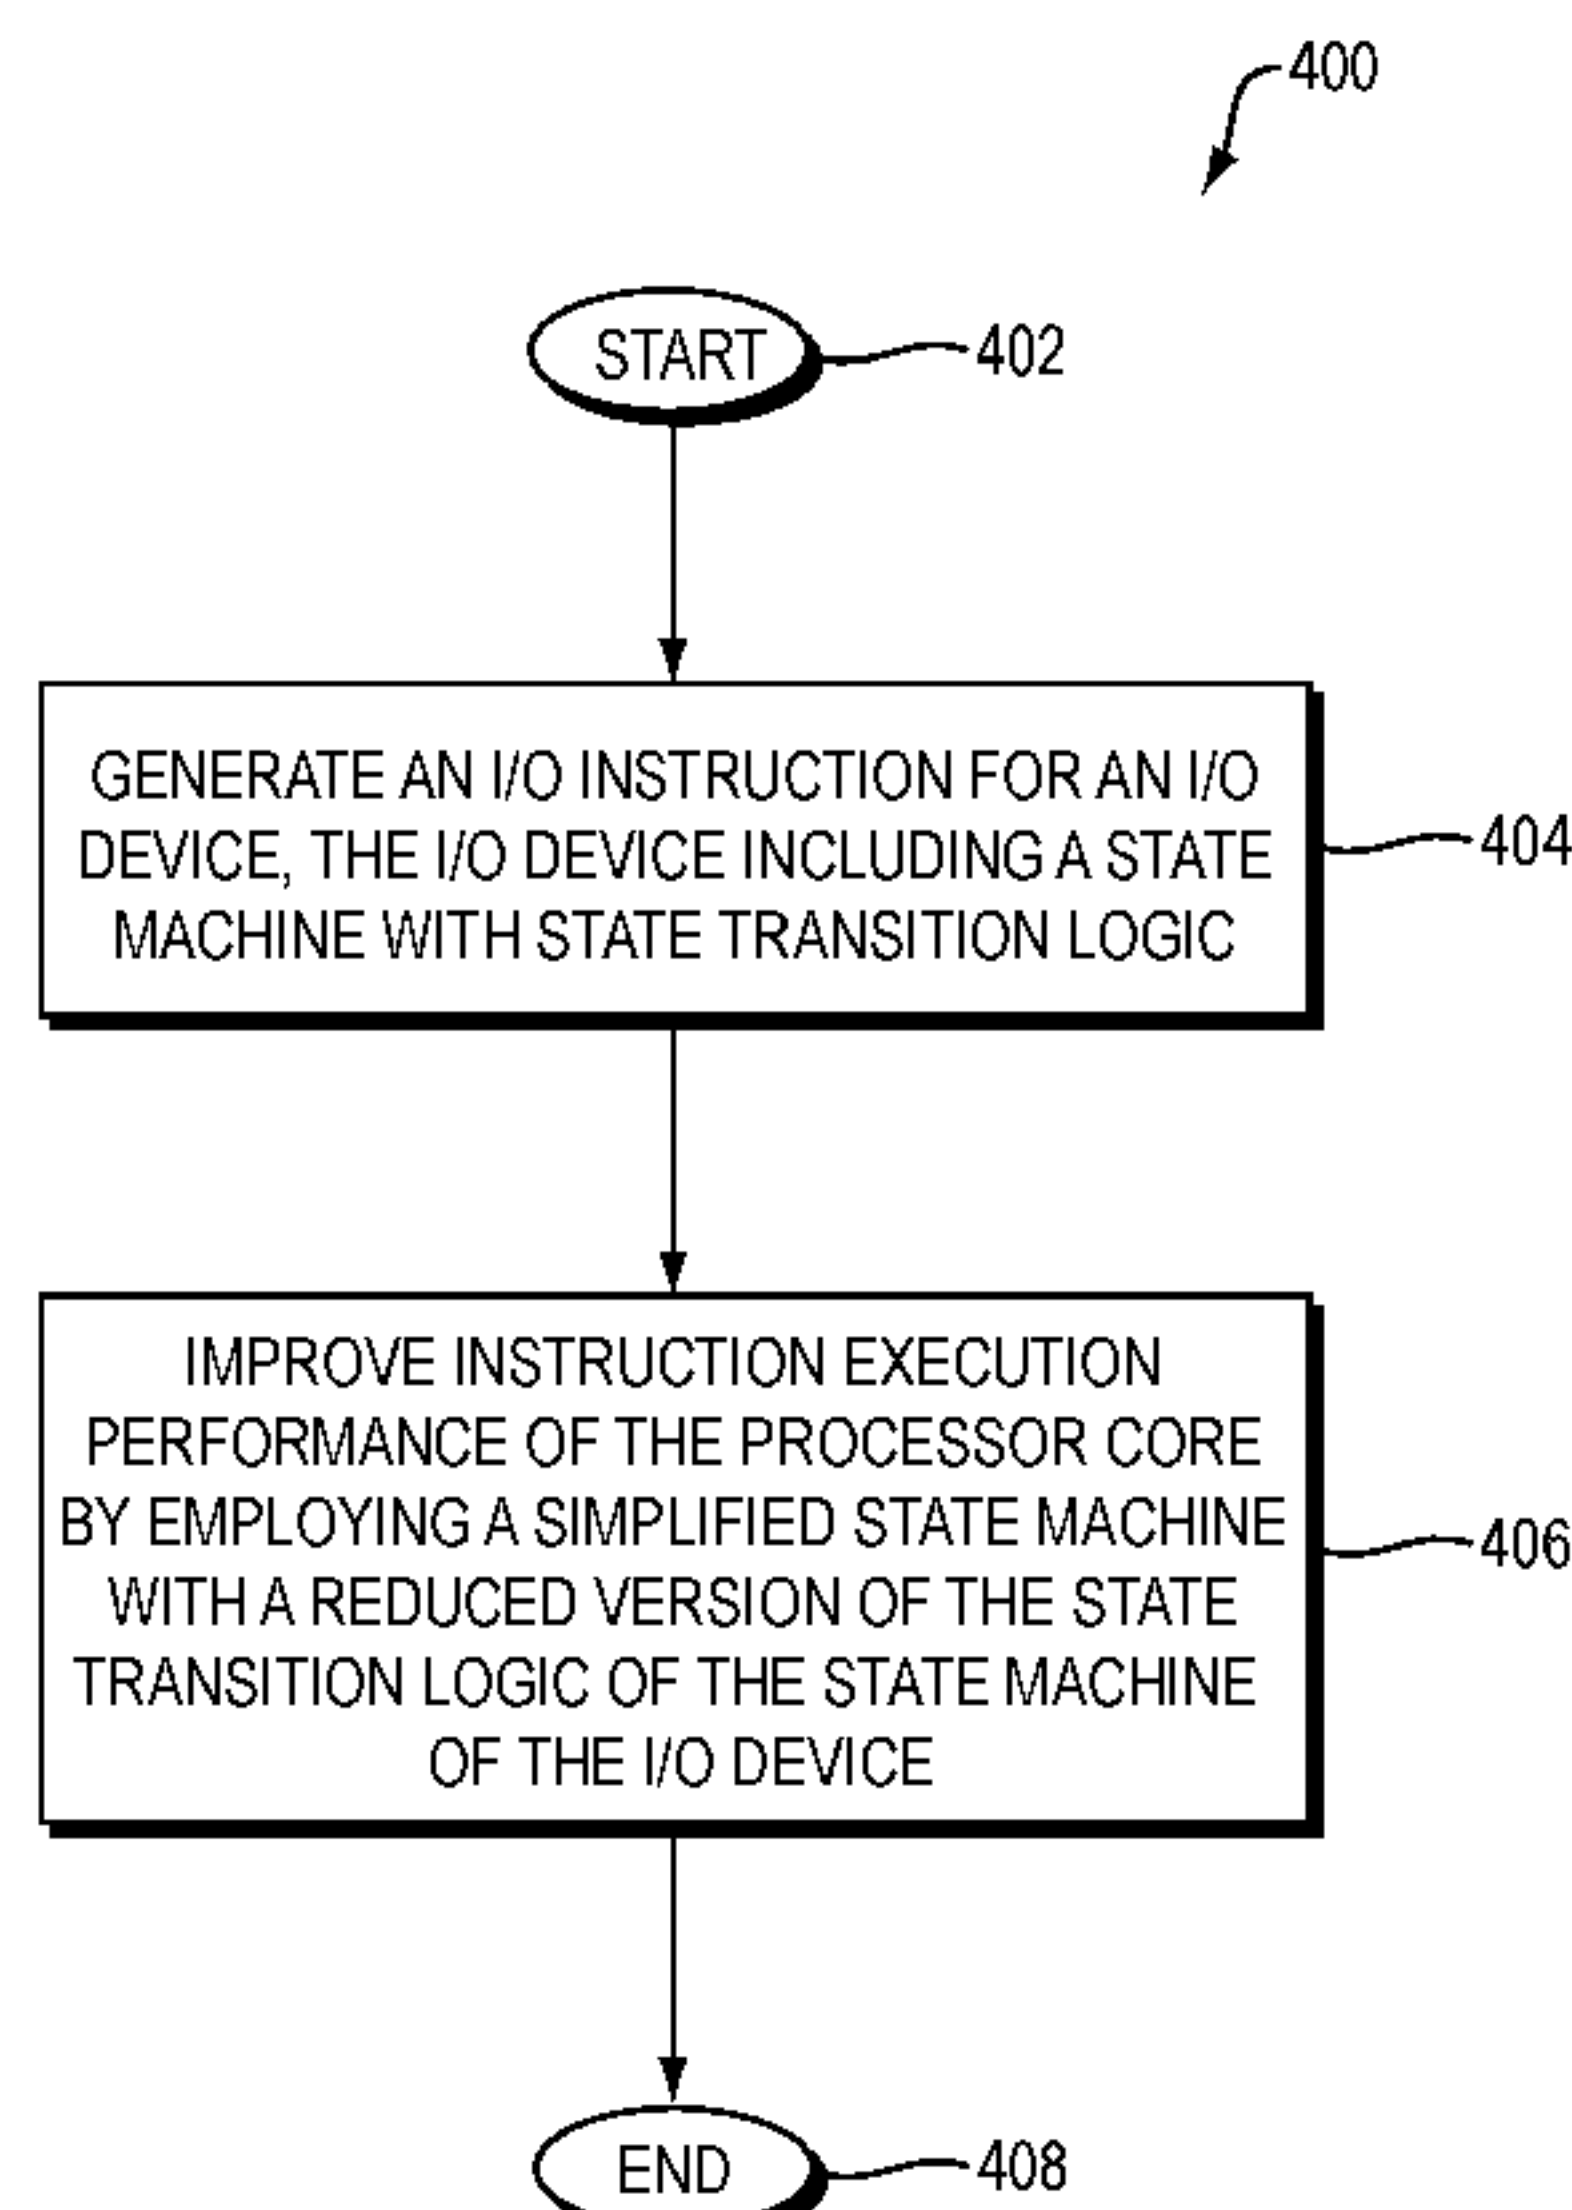 400
START
402
GENERATE AN I/O INSTRUCTION FOR AN I/O
DEVICE, THE I/O DEVICE INCLUDING A STATE
MACHINE WITH STATE TRANSITION LOGIC
404
IMPROVE INSTRUCTION EXECUTION
PERFORMANCE OF THE PROCESSOR CORE
BY EMPLOYING A SIMPLIFIED STATE MACHINE
WITH A REDUCED VERSION OF THE STATE
TRANSITION LOGIC OF THE STATE MACHINE
OF THE I/O DEVICE
406
END
408